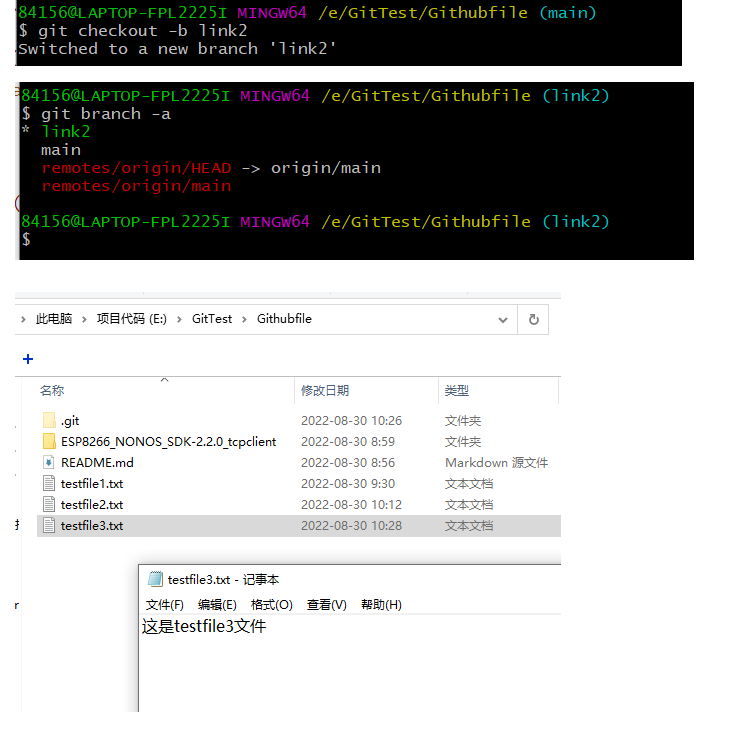 84156@LAPTOP-FPL2225I MINGW64 /e/GitTest/Githubfile (main)
$ git checkout -b link2
Switched to a new branch 'link2'
84156@LAPTOP-FPL2225I MINGW64 /e/GitTest/Githubfile (link2)
$ git branch -a
* link2
main
remotes/origin/HEAD -> origin/main
remotes/origin/main
84156@LAPTOP-FPL2225I MINGW64 /e/GitTest/Githubfile (link2)
$
> 此电脑 > 项目代码 (E:) > GitTest > Githubfile
+
名称 修改日期 类型
.git 2022-08-30 10:26 文件夹
ESP8266_NONOS_SDK-2.2.0_tcpclient 2022-08-30 8:59 文件夹
README.md 2022-08-30 8:56 Markdown 源文件
testfile1.txt 2022-08-30 9:30 文本文档
testfile2.txt 2022-08-30 10:12 文本文档
testfile3.txt 2022-08-30 10:28 文本文档
testfile3.txt - 记事本
文件(F) 编辑(E) 格式(O) 查看(V) 帮助(H)
这是testfile3文件